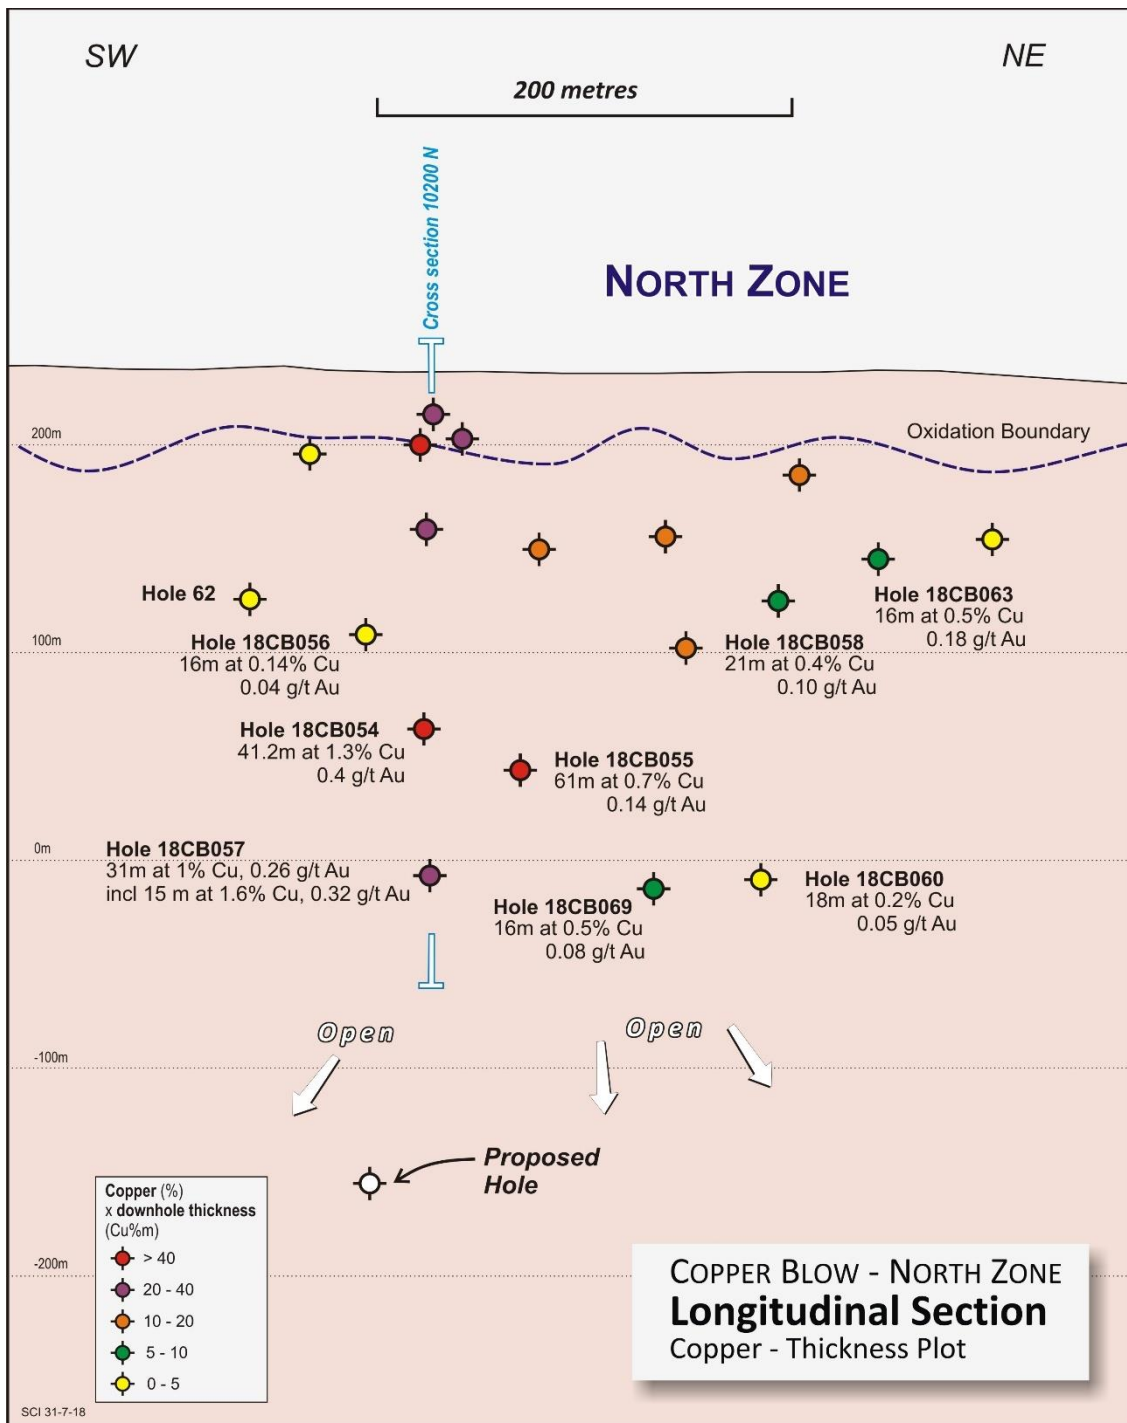 SW
NE
200 metres
Cross section 10200 N
NORTH ZONE
200m
Oxidation Boundary
Hole 62
Hole 18CB063
16m at 0.5% Cu
0.18 g/t Au
Hole 18CB056
16m at 0.14% Cu
0.04 g/t Au
100m
Hole 18CB058
21m at 0.4% Cu
0.10 g/t Au
Hole 18CB054
41.2m at 1.3% Cu
0.4 g/t Au
Hole 18CB055
61m at 0.7% Cu
0.14 g/t Au
0m
Hole 18CB057
31m at 1% Cu, 0.26 g/t Au
incl 15 m at 1.6% Cu, 0.32 g/t Au
Hole 18CB069
16m at 0.5% Cu
0.08 g/t Au
Hole 18CB060
18m at 0.2% Cu
0.05 g/t Au
Open
Open
-100m
Proposed
Hole
Copper (%)
x downhole thickness
(Cu%m)
> 40
20 - 40
10 - 20
5 - 10
0 - 5
-200m
COPPER BLOW - NORTH ZONE
Longitudinal Section
Copper - Thickness Plot
SCI 31-7-18